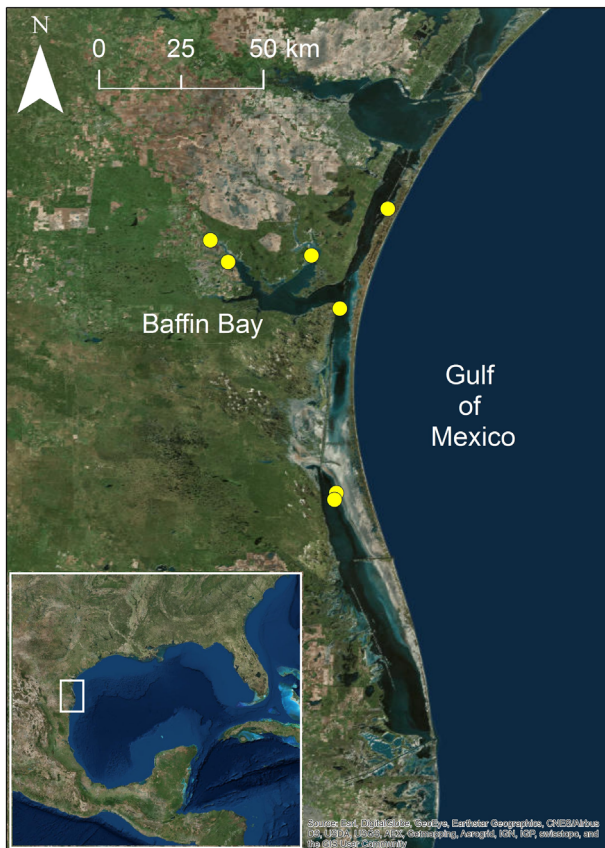 N
0 25 50 km
Baffin Bay
Gulf
of
Mexico
Source: Esri, DigitalGlobe, GeoEye, Earthstar Geographics, CNES/Airbus
DS, USDA, USGS, AEX, Getmapping, Aerogrid, IGN, IGP, swisstopo, and
the GIS User Community